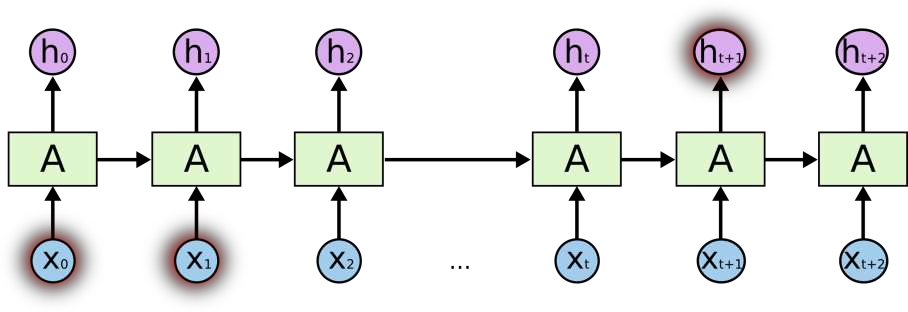 h₀ h₁ h₂ hₜ hₜ₊₁ hₜ₊₂
A A A A A A
x₀ x₁ x₂ ... xₜ xₜ₊₁ xₜ₊₂